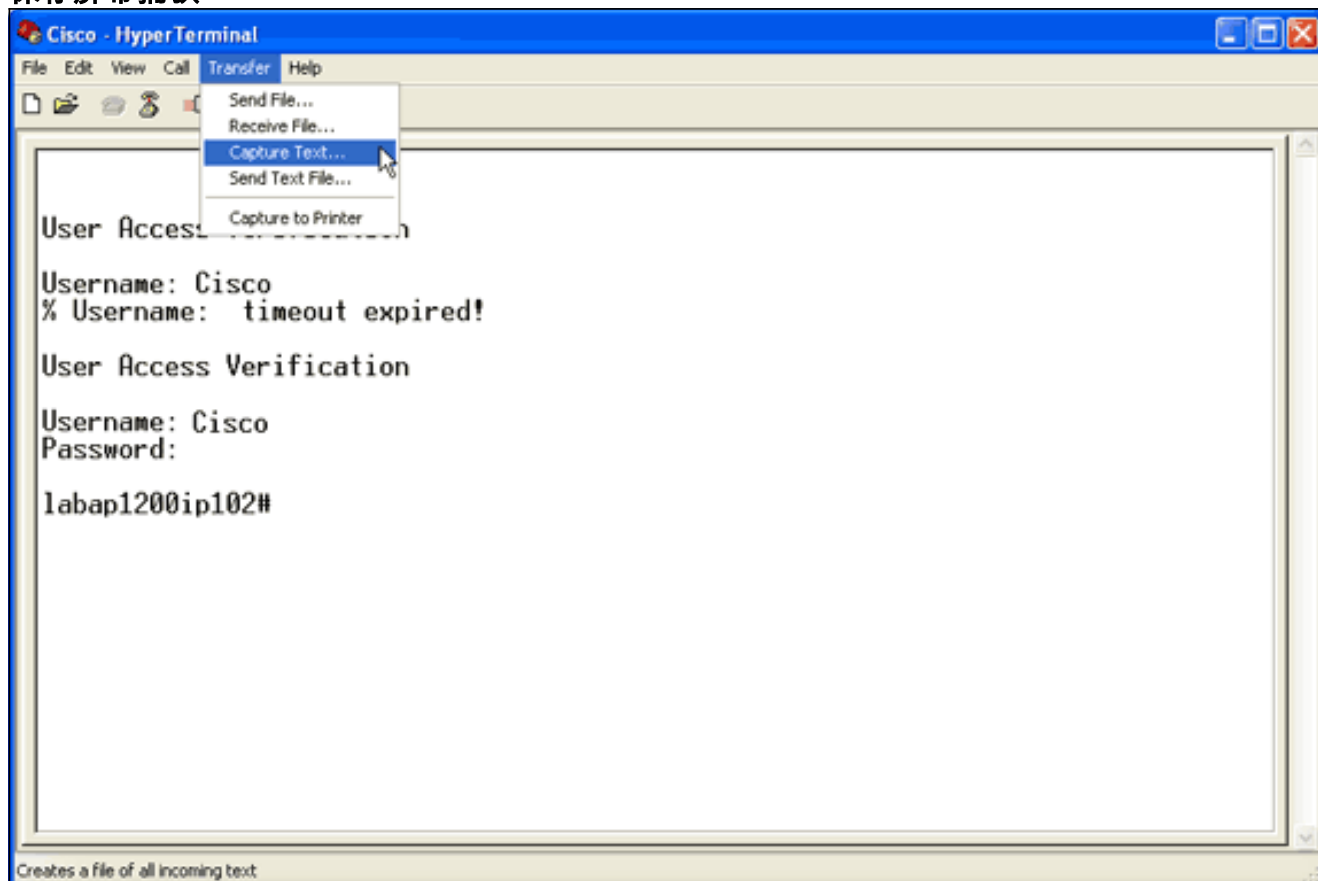 Cisco - HyperTerminal
File Edit View Call Transfer Help
Send File...
Receive File...
Capture Text...
Send Text File...
Capture to Printer
User Access
Username: Cisco
% Username:  timeout expired!
User Access Verification
Username: Cisco
Password:
labap1200ip102#
Creates a file of all incoming text